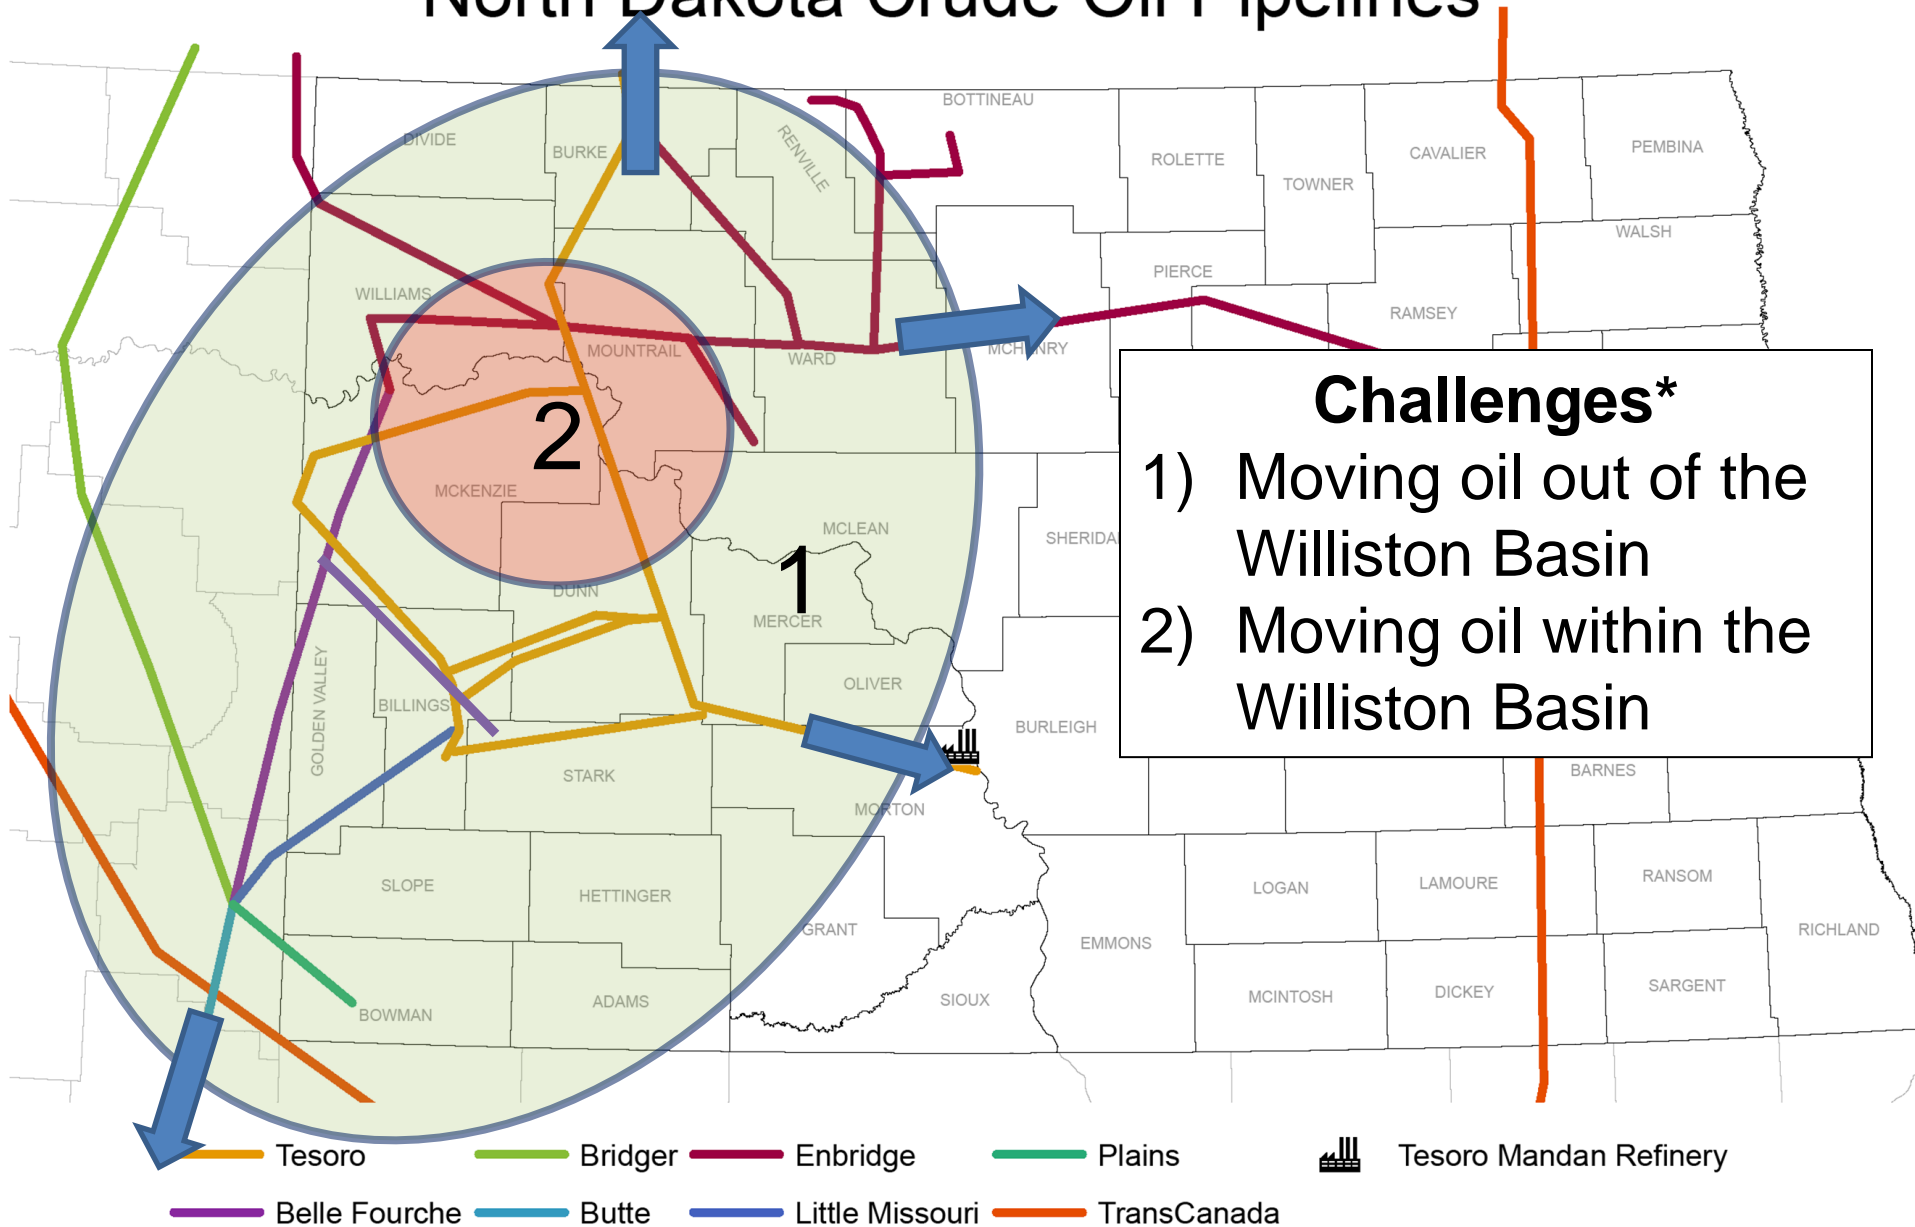 North Dakota Crude Oil Pipelines
BOTTINEAU
DIVIDE
BURKE
RENVILLE
ROLETTE
TOWNER
CAVALIER
PEMBINA
WALSH
PIERCE
WILLIAMS
RAMSEY
MOUNTRAIL
WARD
MCHENRY
Challenges*
1) Moving oil out of the
Williston Basin
2) Moving oil within the
Williston Basin
2
MCKENZIE
MCLEAN
SHERIDA
1
DUNN
MERCER
GOLDEN VALLEY
BILLINGS
OLIVER
BURLEIGH
STARK
BARNES
MORTON
SLOPE
HETTINGER
LOGAN
LAMOURE
RANSOM
GRANT
EMMONS
RICHLAND
BOWMAN
ADAMS
SIOUX
MCINTOSH
DICKEY
SARGENT
Tesoro Bridger Enbridge Plains Tesoro Mandan Refinery
Belle Fourche Butte Little Missouri TransCanada